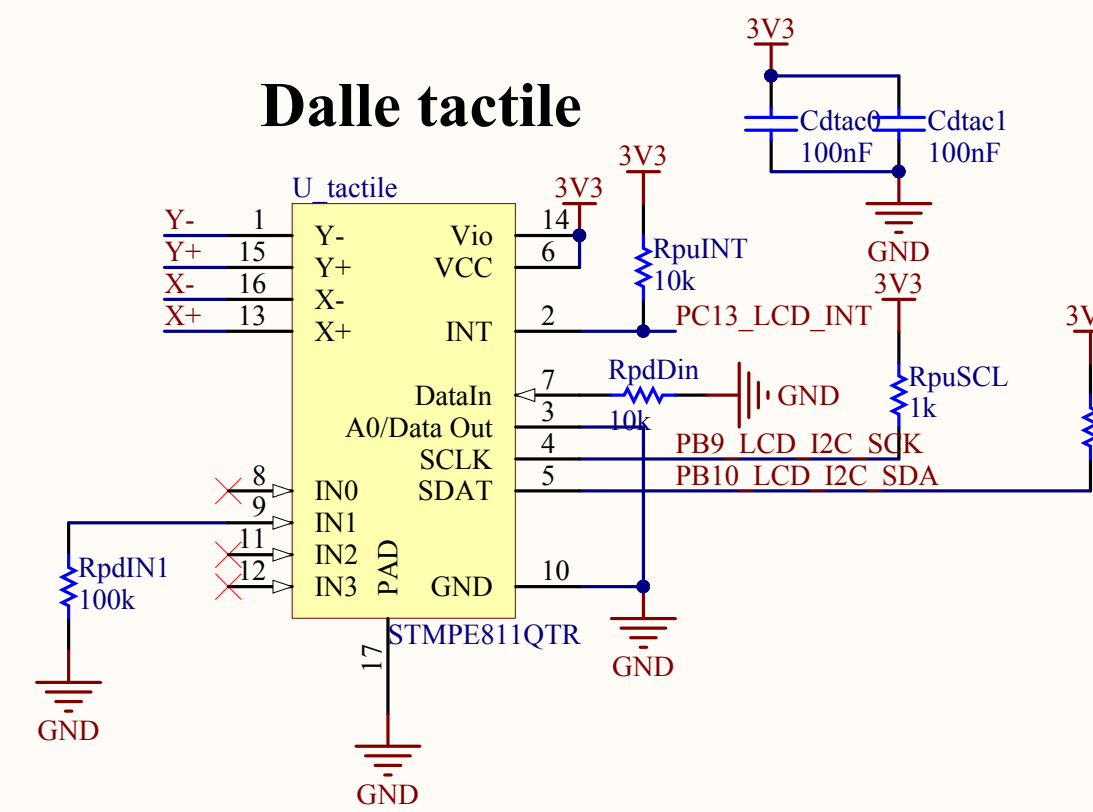 3V3
Dalle tactile
Cdtac0
100nF
Cdtac1
100nF
GND
3V3
3V3
U_tactile
Y- 1 Y-
Y+ 15 Y+
X- 16 X-
X+ 13 X+
Vio 14
VCC 6
INT 2
RpuINT
10k
PC13_LCD_INT
3V3
RpuSCL
1k
3V
DataIn 7
RpdDin
10k
GND
A0/Data Out 3
SCLK 4 PB9_LCD_I2C_SCK
SDAT 5 PB10_LCD_I2C_SDA
8 IN0
9 IN1
11 IN2
12 IN3
PAD
GND 10
RpdIN1
100k
STMPE811QTR
17
GND
GND
GND